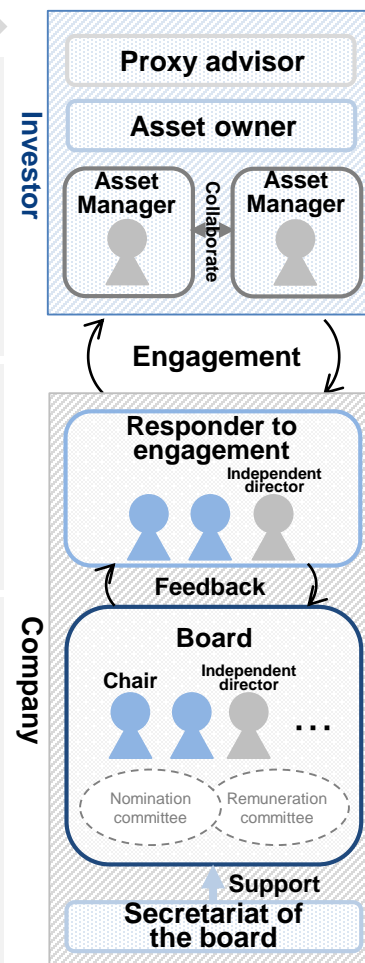 Investor
Proxy advisor
Asset owner
Asset
Manager
Collaborate
Asset
Manager
Engagement
Company
Responder to
engagement
Independent
director
Feedback
Board
Chair
Independent
director
...
Nomination
committee
Remuneration
committee
Support
Secretariat of
the board